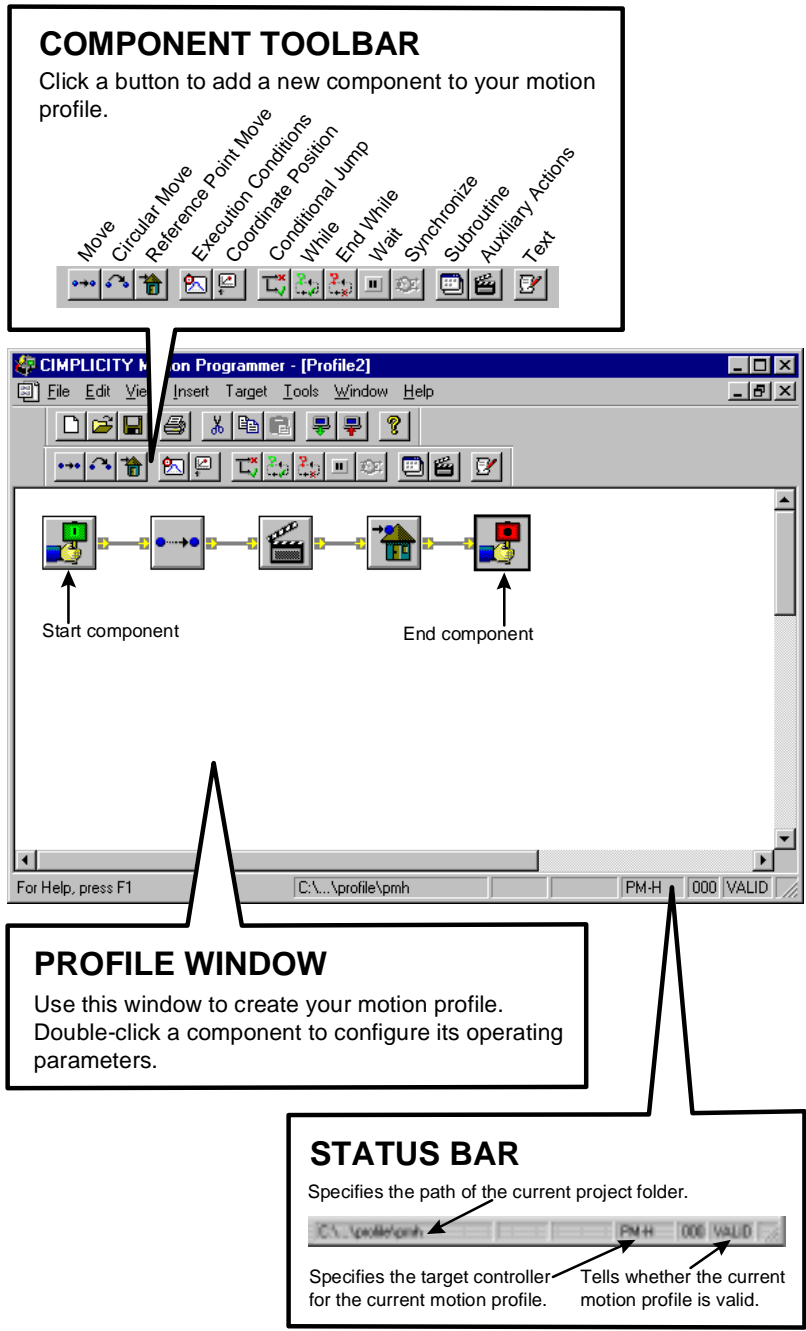 COMPONENT TOOLBAR
Click a button to add a new component to your motion
profile.
Move
Circular Move
Reference Point Move
Execution Conditions
Coordinate Position
Conditional Jump
While
End While
Wait
Synchronize
Subroutine
Auxiliary Actions
Text
CIMPLICITY M on Programmer - [Profile2]
File Edit Vie Insert Target Tools Window Help
Start component
End component
For Help, press F1
C:\...\profile\pmh
PM-H
000
VALID
PROFILE WINDOW
Use this window to create your motion profile.
Double-click a component to configure its operating
parameters.
STATUS BAR
Specifies the path of the current project folder.
C:\...\profile\pmh PM-H 000 VALID
Specifies the target controller
for the current motion profile.
Tells whether the current
motion profile is valid.